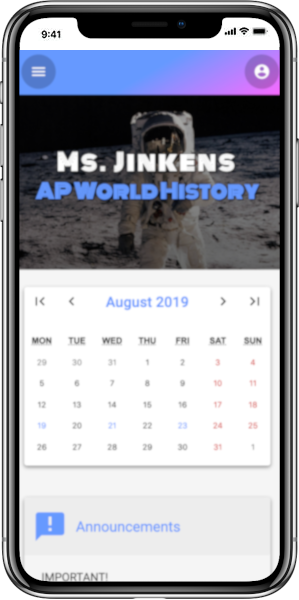 9:41
Ms. Jinkens
AP World History
August 2019
MON TUE WED THU FRI SAT SUN
29 30 31 1 2 3 4
5 6 7 8 9 10 11
12 13 14 15 16 17 18
19 20 21 22 23 24 25
26 27 28 29 30 31 1
Announcements
IMPORTANT!